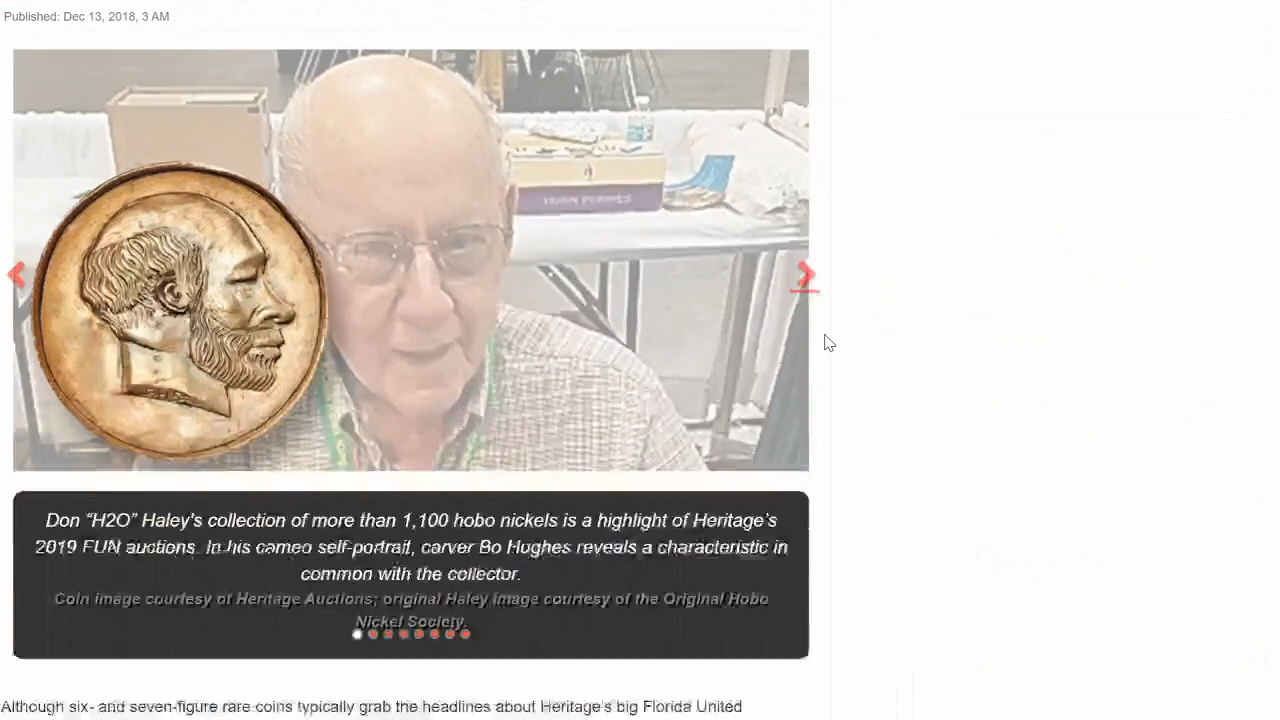 Published: Dec 13, 2018, 3 AM
Don “H2O” Haley's collection of more than 1,100 hobo nickels is a highlight of Heritage's
2019 FUN auctions. In his cameo self-portrait, carver Bo Hughes reveals a characteristic in
common with the collector.
Coin image courtesy of Heritage Auctions; original Haley image courtesy of the Original Hobo
Nickel Society.
Although six- and seven-figure rare coins typically grab the headlines about Heritage's big Florida United